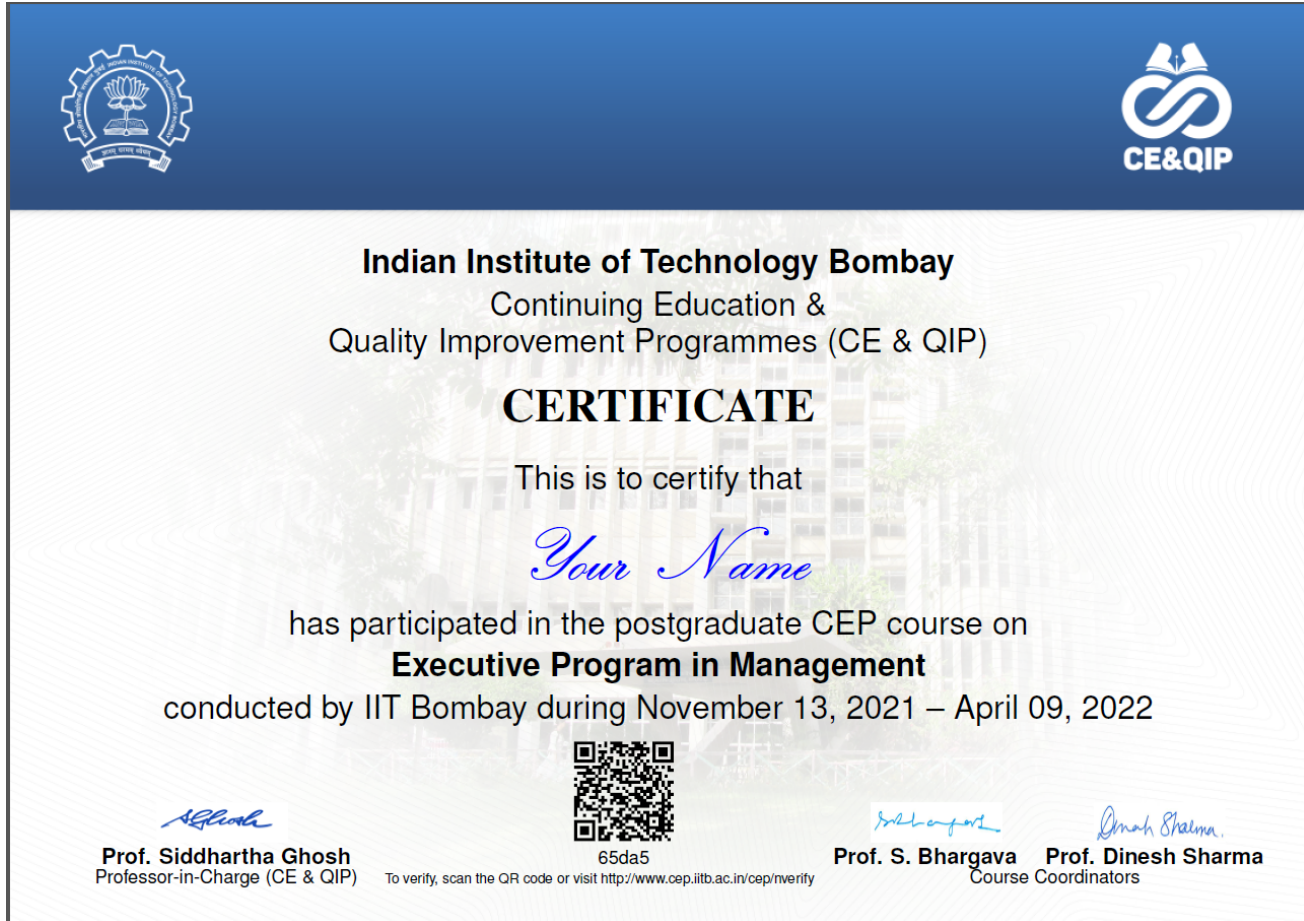 CE&QIP
Indian Institute of Technology Bombay
Continuing Education &
Quality Improvement Programmes (CE & QIP)
CERTIFICATE
This is to certify that
Your Name
has participated in the postgraduate CEP course on
Executive Program in Management
conducted by IIT Bombay during November 13, 2021 – April 09, 2022
Prof. Siddhartha Ghosh
Professor-in-Charge (CE & QIP)
65da5
To verify, scan the QR code or visit http://www.cep.iitb.ac.in/cep/nverify
Dinesh Sharma.
Prof. S. Bhargava Prof. Dinesh Sharma
Course Coordinators